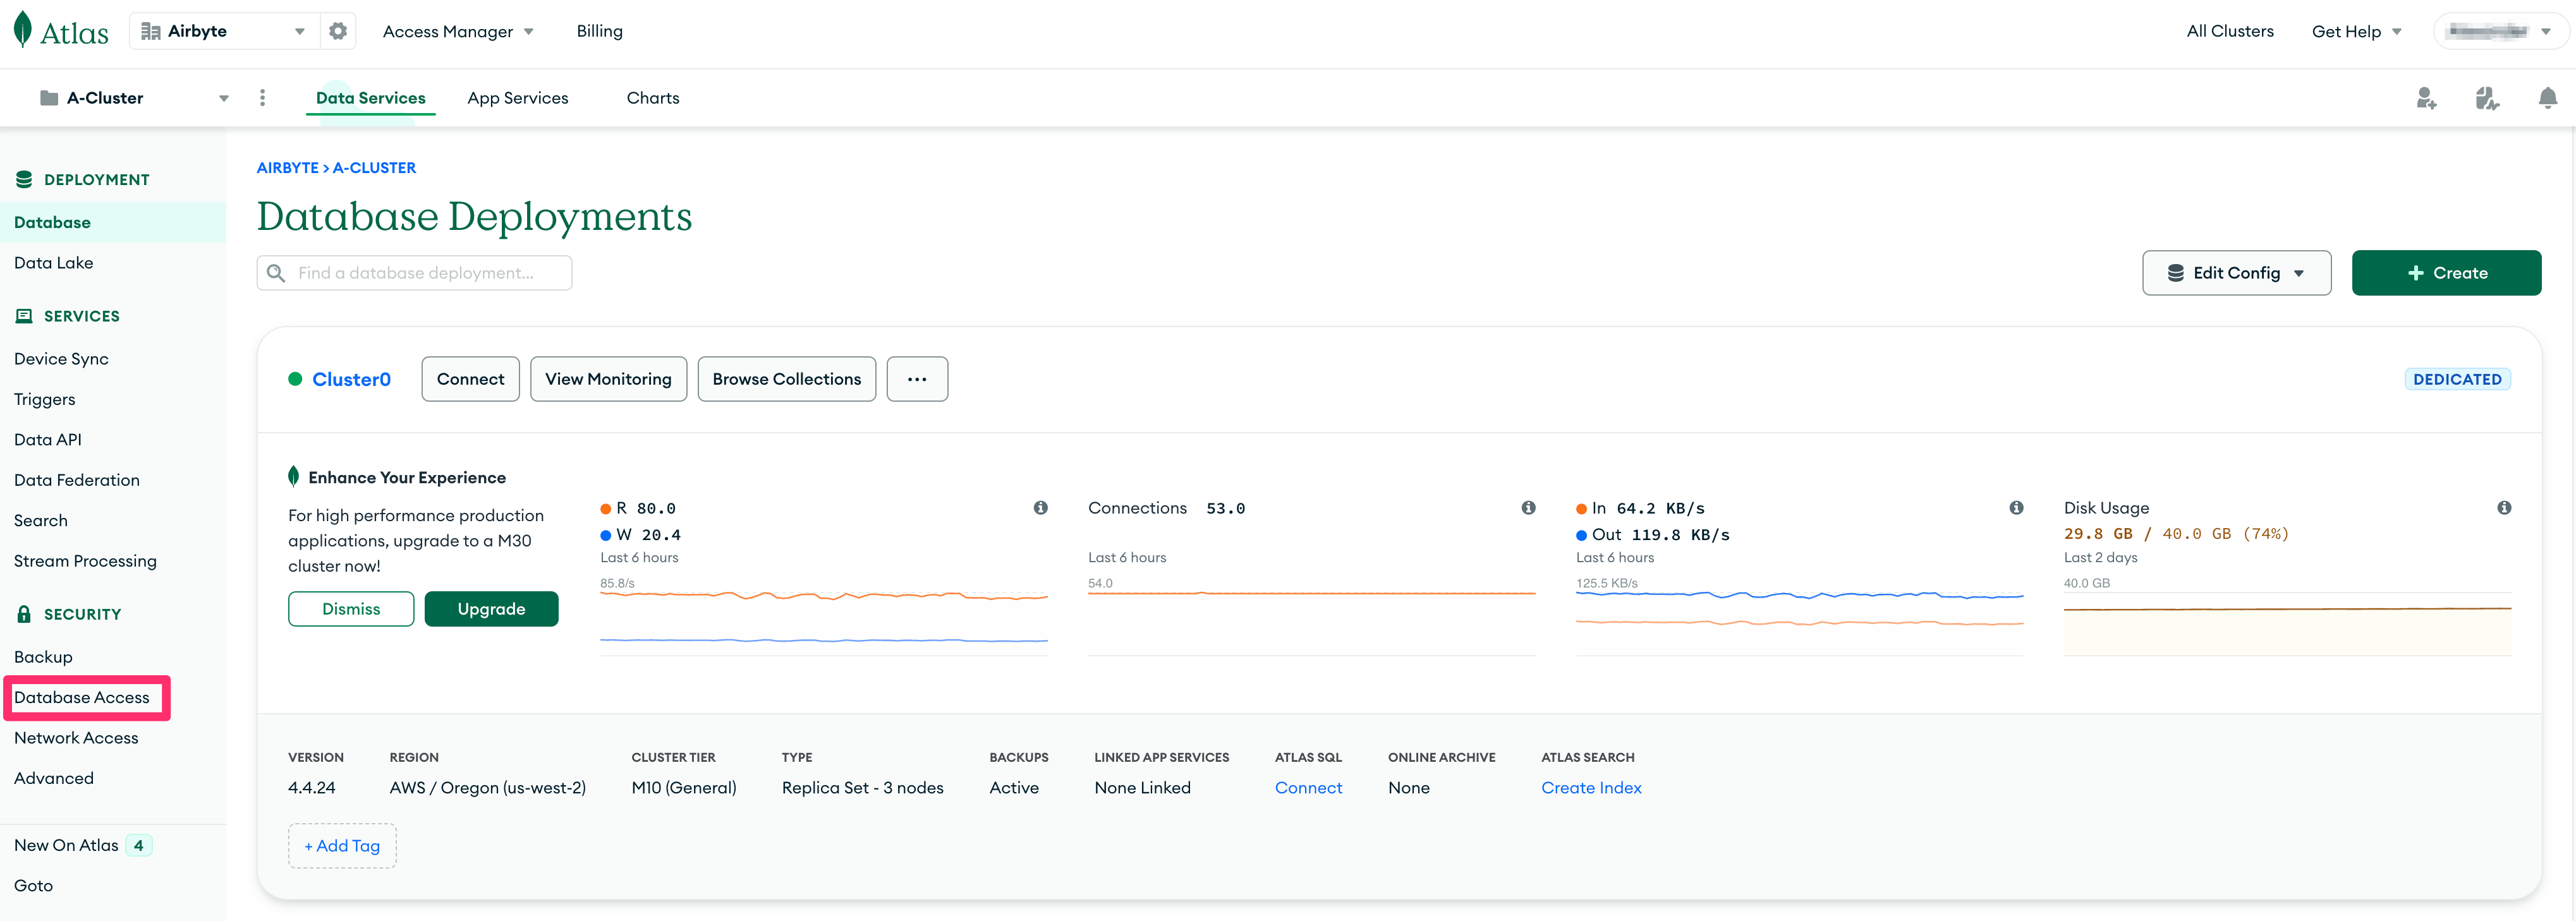 Atlas
Airbyte
Access Manager
Billing
All Clusters
Get Help
A-Cluster
Data Services
App Services
Charts
DEPLOYMENT
Database
Data Lake
SERVICES
Device Sync
Triggers
Data API
Data Federation
Search
Stream Processing
SECURITY
Backup
Database Access
Network Access
Advanced
New On Atlas 4
Goto
AIRBYTE > A-CLUSTER
Database Deployments
Find a database deployment...
Edit Config
+ Create
Cluster0
Connect
View Monitoring
Browse Collections
...
DEDICATED
Enhance Your Experience
For high performance production
applications, upgrade to a M30
cluster now!
Dismiss
Upgrade
R 80.0
W 20.4
Last 6 hours
85.8/s
Connections 53.0
Last 6 hours
54.0
In 64.2 KB/s
Out 119.8 KB/s
Last 6 hours
125.5 KB/s
Disk Usage
29.8 GB / 40.0 GB (74%)
Last 2 days
40.0 GB
VERSION
4.4.24
REGION
AWS / Oregon (us-west-2)
CLUSTER TIER
M10 (General)
TYPE
Replica Set - 3 nodes
BACKUPS
Active
LINKED APP SERVICES
None Linked
ATLAS SQL
Connect
ONLINE ARCHIVE
None
ATLAS SEARCH
Create Index
+ Add Tag